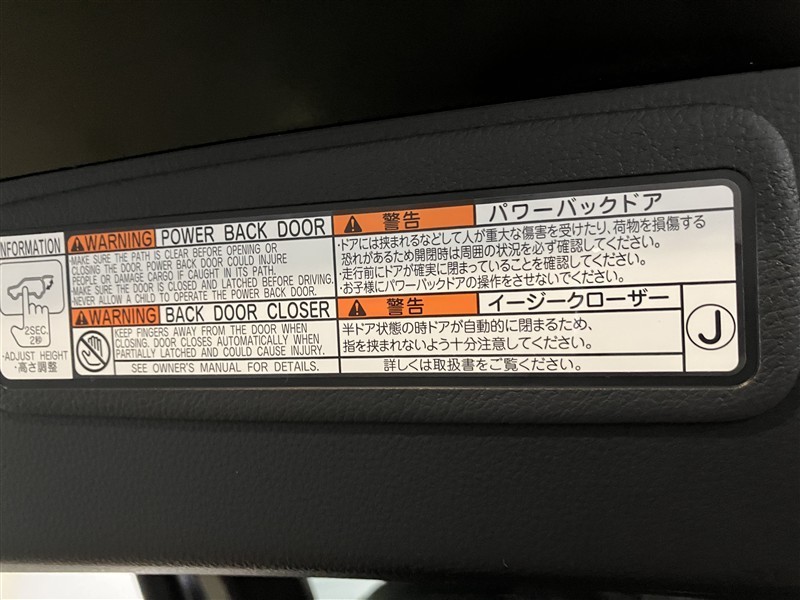 INFORMATION
2SEC.
2秒
・ADJUST HEIGHT
・高さ調整
WARNING POWER BACK DOOR
MAKE SURE THE PATH IS CLEAR BEFORE OPENING OR
CLOSING THE DOOR. POWER BACK DOOR COULD INJURE
PEOPLE OR DAMAGE CARGO IF CAUGHT IN ITS PATH.
・MAKE SURE THE DOOR IS CLOSED AND LATCHED BEFORE DRIVING.
・NEVER ALLOW A CHILD TO OPERATE THE POWER BACK DOOR.
WARNING BACK DOOR CLOSER
KEEP FINGERS AWAY FROM THE DOOR WHEN
CLOSING. DOOR CLOSES AUTOMATICALLY WHEN
PARTIALLY LATCHED AND COULD CAUSE INJURY.
SEE OWNER'S MANUAL FOR DETAILS.
警告 パワーバックドア
・ドアには挟まれるなどして人が重大な傷害を受けたり、荷物を損傷する
恐れがあるため開閉時は周囲の状況を必ず確認してください。
・走行前にドアが確実に閉まっていることを確認してください。
・お子様にパワーバックドアの操作をさせないでください。
警告 イージークローザー
半ドア状態の時ドアが自動的に閉まるため、
指を挟まれないよう十分注意してください。
詳しくは取扱書をご覧ください。
J